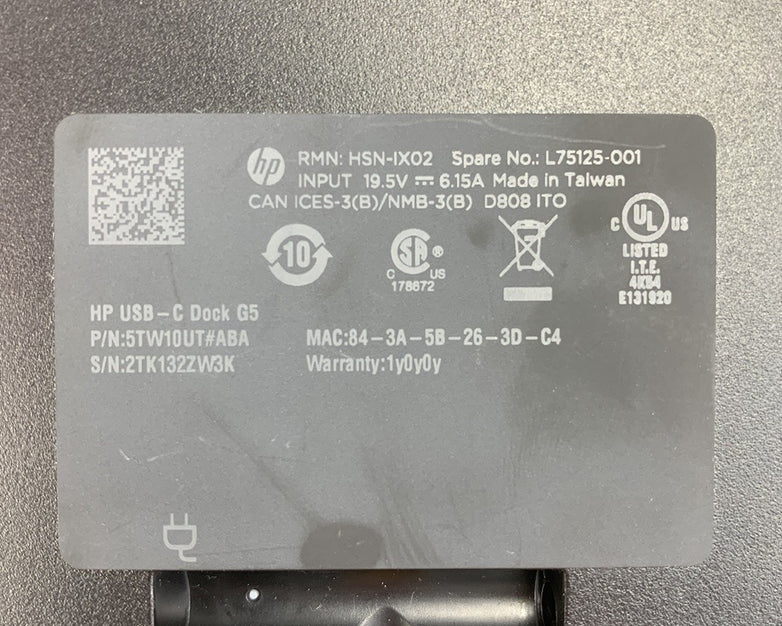 hp
RMN: HSN-IX02 Spare No.: L75125-001
INPUT 19.5V ⎓ 6.15A Made in Taiwan
CAN ICES-3(B)/NMB-3(B) D808 ITO
10
SA ®
C US
178672
C UL US
LISTED
I.T.E.
4K64
E131920
HP USB-C Dock G5
P/N:5TW10UT#ABA
S/N:2TK132ZW3K
MAC:84-3A-5B-26-3D-C4
Warranty:1y0y0y